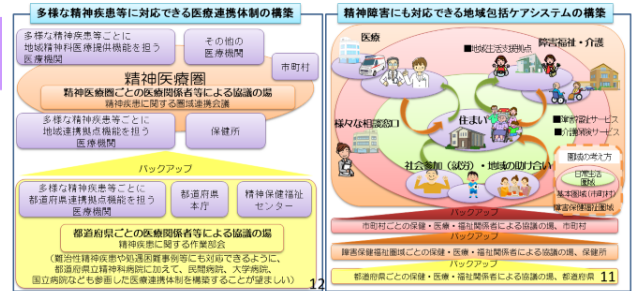 多様な精神疾患等に対応できる医療連携体制の構築
多様な精神疾患等ごとに
地域精神科医療提供機能を担う
医療機関
その他の
医療機関
市町村
精神医療圏
精神医療圏ごとの医療関係者等による協議の場
精神疾患に関する圏域連携会議
多様な精神疾患等ごとに
地域連携拠点機能を担う
医療機関
保健所
バックアップ
多様な精神疾患等ごとに
都道府県連携拠点機能を担う
医療機関
都道府県
本庁
精神保健福祉
センター
都道府県ごとの医療関係者等による協議の場
精神疾患に関する作業部会
(難治性精神疾患や処遇困難事例等にも対応できるように、
都道府県立精神科病院に加えて、民間病院、大学病院、
国立病院なども参画した医療連携体制を構築することが望ましい)
12
精神障害にも対応できる地域包括ケアシステムの構築
医療
■地域生活支援拠点
障害福祉・介護
様々な相談窓口
住まい
■障害福祉サービス
■介護保険サービス
社会参加(就労)・地域の助け合い
圏域の考え方
日常生活
圏域
基本圏域(市町村)
障害保健福祉圏域
バックアップ
市町村ごとの保健・医療・福祉関係者による協議の場、市町村
バックアップ
障害保健福祉圏域ごとの保健・医療・福祉関係者による協議の場、保健所
バックアップ
都道府県ごとの保健・医療・福祉関係者による協議の場、都道府県
11